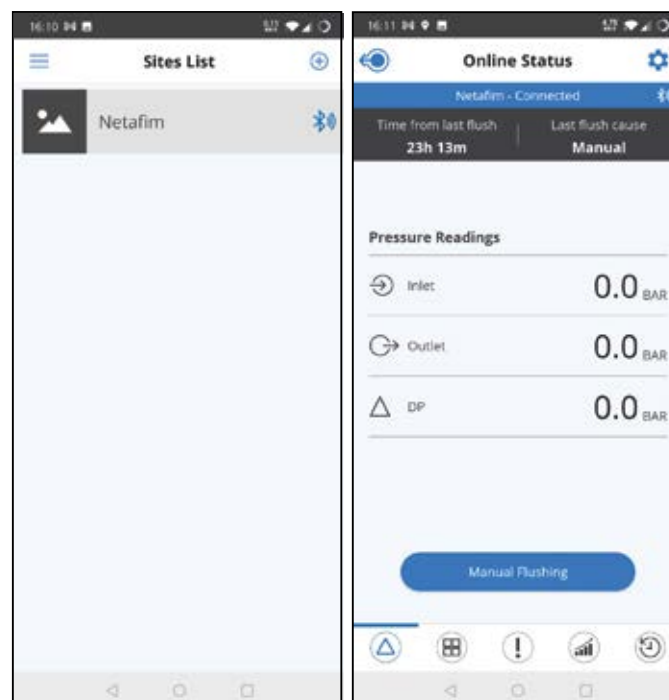 16:10
Sites List
Netafim
16:11
Online Status
Netafim - Connected
Time from last flush
23h 13m
Last flush cause
Manual
Pressure Readings
Inlet
0.0 BAR
Outlet
0.0 BAR
DP
0.0 BAR
Manual Flushing